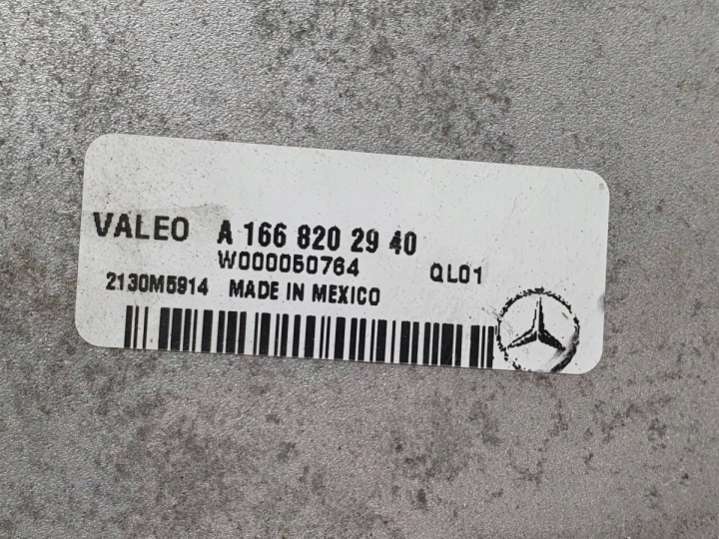 VALEO A 166 820 29 40
W000050764 QL01
2130M5914 MADE IN MEXICO